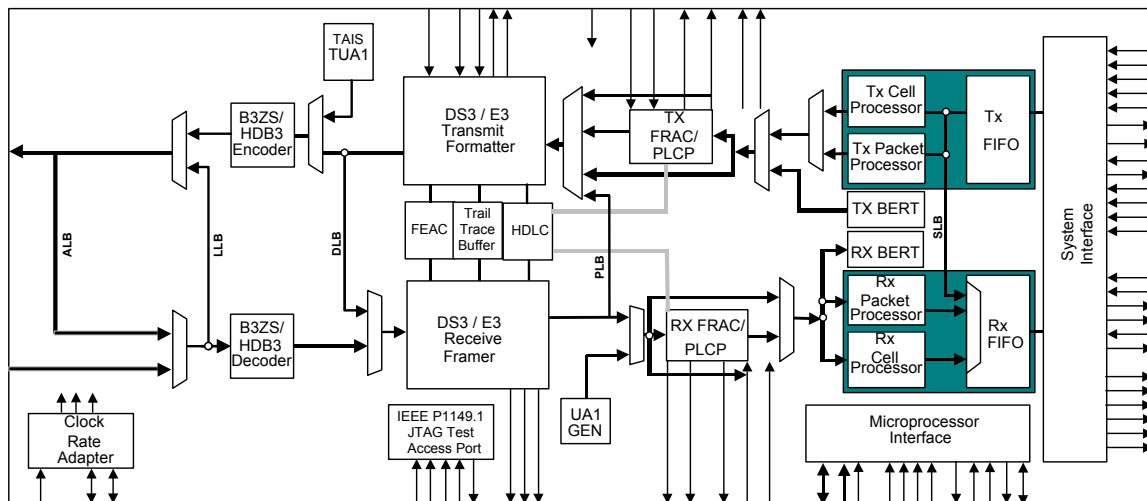 TAIS
TUA1
B3ZS/
HDB3
Encoder
DS3 / E3
Transmit
Formatter
TX
FRAC/
PLCP
Tx Cell
Processor
Tx Packet
Processor
Tx
FIFO
TX BERT
System
Interface
ALB
LLB
DLB
FEAC
Trail
Trace
Buffer
HDLC
PLB
SLB
RX BERT
B3ZS/
HDB3
Decoder
DS3 / E3
Receive
Framer
RX FRAC/
PLCP
Rx
Packet
Processor
Rx Cell
Processor
Rx
FIFO
UA1
GEN
Clock
Rate
Adapter
IEEE P1149.1
JTAG Test
Access Port
Microprocessor
Interface